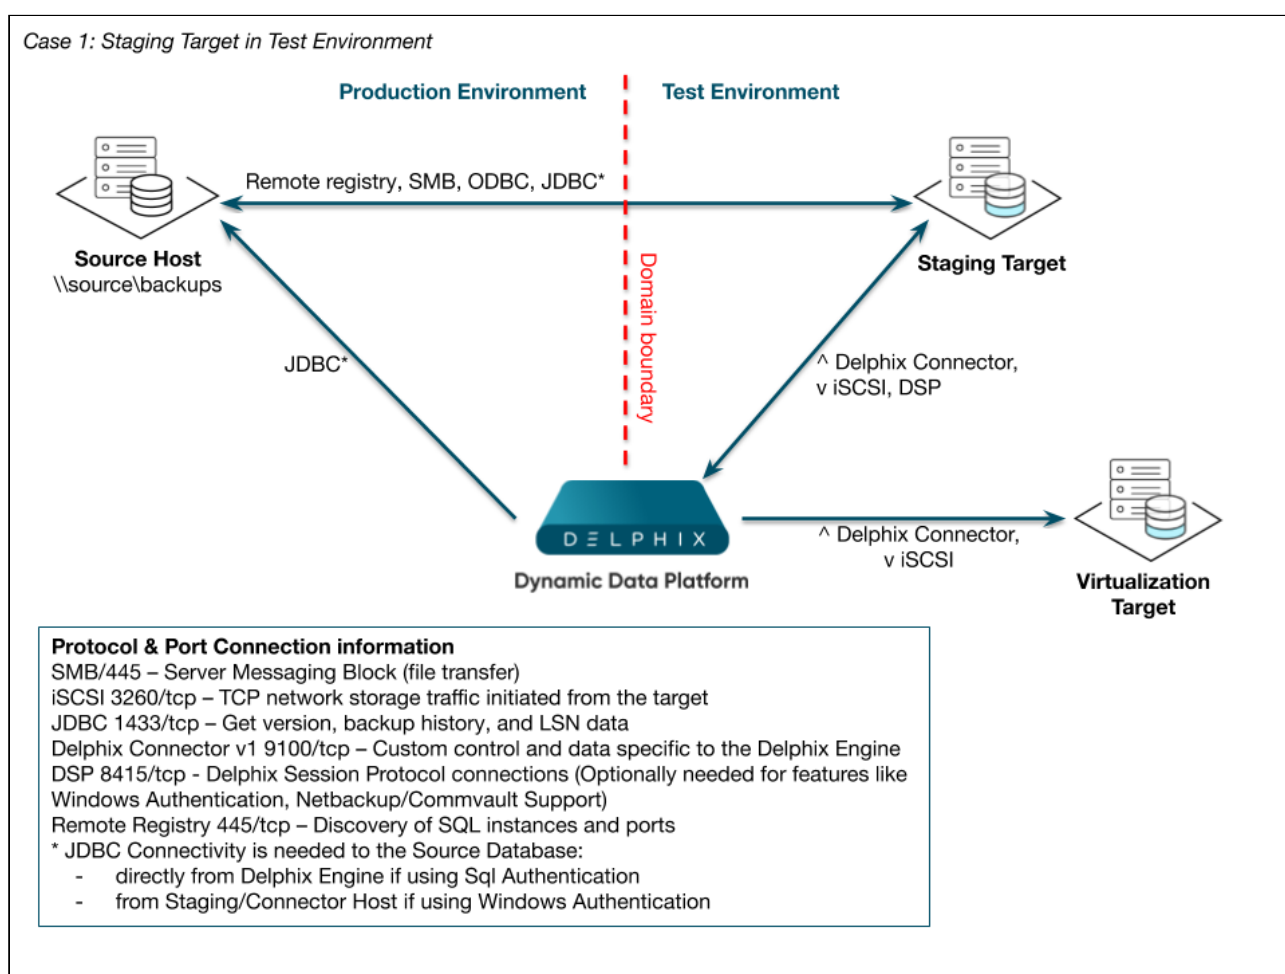 Case 1: Staging Target in Test Environment
Production Environment
Test Environment
Remote registry, SMB, ODBC, JDBC*
Source Host
\\source\backups
Staging Target
Domain boundary
JDBC*
^ Delphix Connector,
v iSCSI, DSP
DELPHIX
Dynamic Data Platform
^ Delphix Connector,
v iSCSI
Virtualization
Target
Protocol & Port Connection information
SMB/445 – Server Messaging Block (file transfer)
iSCSI 3260/tcp – TCP network storage traffic initiated from the target
JDBC 1433/tcp – Get version, backup history, and LSN data
Delphix Connector v1 9100/tcp – Custom control and data specific to the Delphix Engine
DSP 8415/tcp - Delphix Session Protocol connections (Optionally needed for features like
Windows Authentication, Netbackup/Commvault Support)
Remote Registry 445/tcp – Discovery of SQL instances and ports
* JDBC Connectivity is needed to the Source Database:
- directly from Delphix Engine if using Sql Authentication
- from Staging/Connector Host if using Windows Authentication